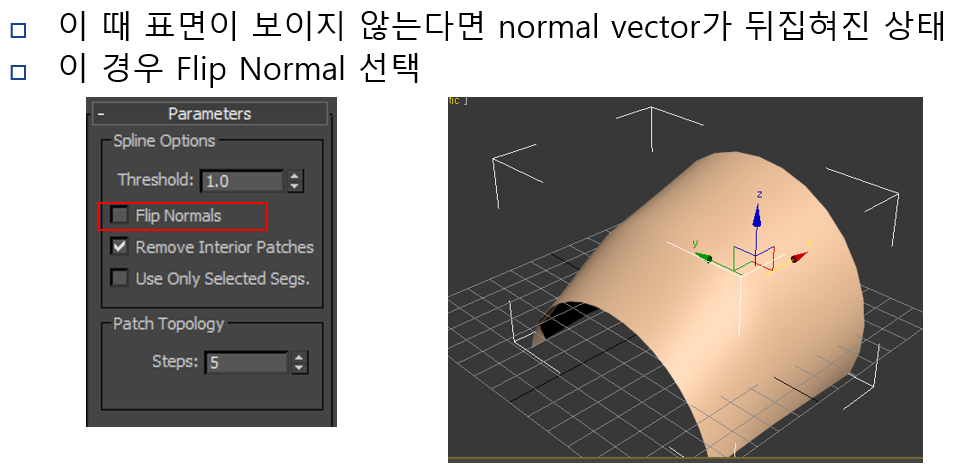 이 때 표면이 보이지 않는다면 normal vector가 뒤집혀진 상태
이 경우 Flip Normal 선택
- Parameters
Spline Options
Threshold: 1.0
Flip Normals
Remove Interior Patches
Use Only Selected Segs.
Patch Topology
Steps: 5
tic ]
z
y
x